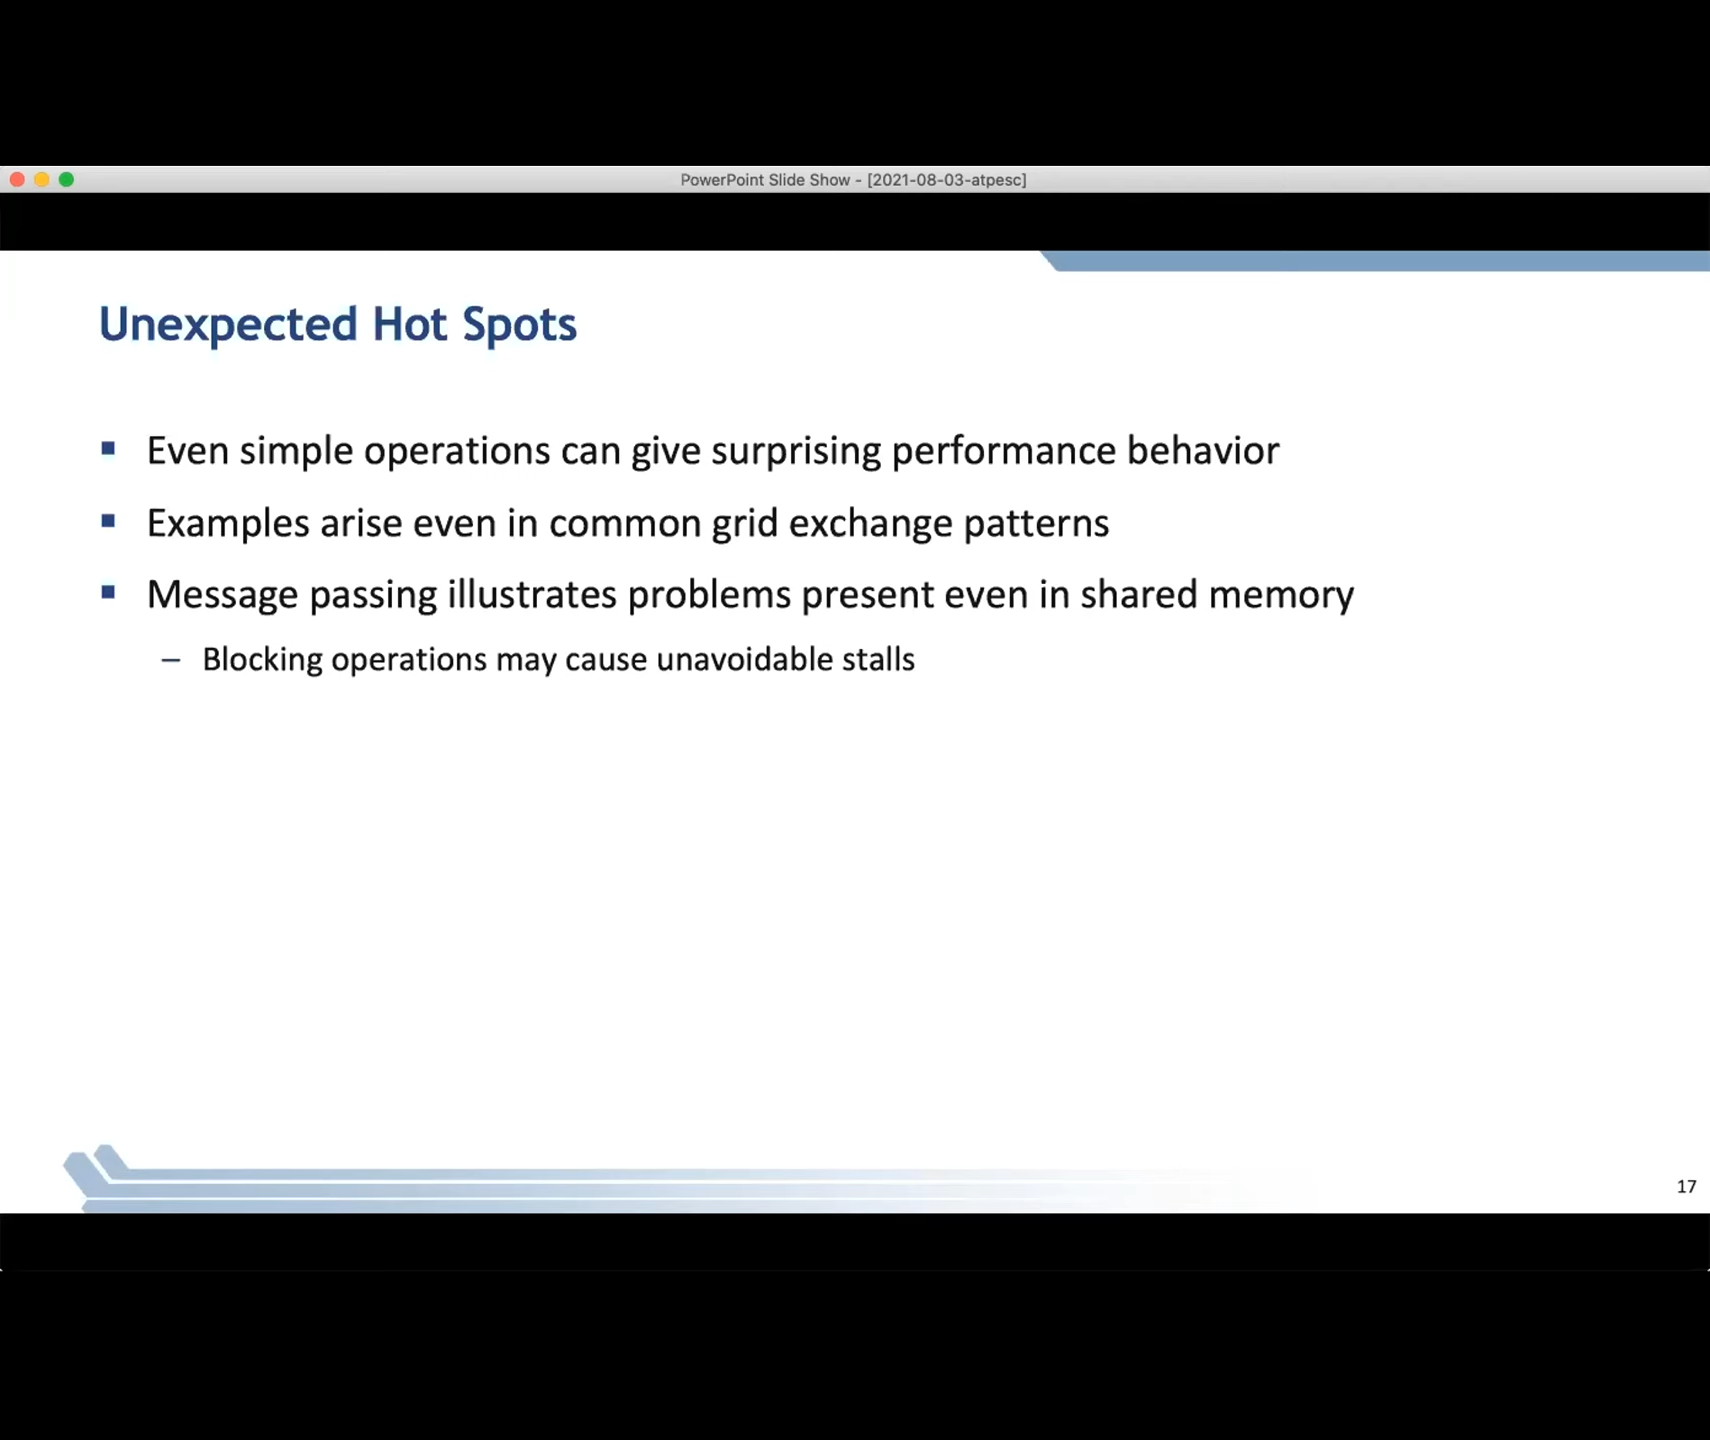 PowerPoint Slide Show - [2021-08-03-atpesc]
Unexpected Hot Spots
▪ Even simple operations can give surprising performance behavior
▪ Examples arise even in common grid exchange patterns
▪ Message passing illustrates problems present even in shared memory
– Blocking operations may cause unavoidable stalls
17